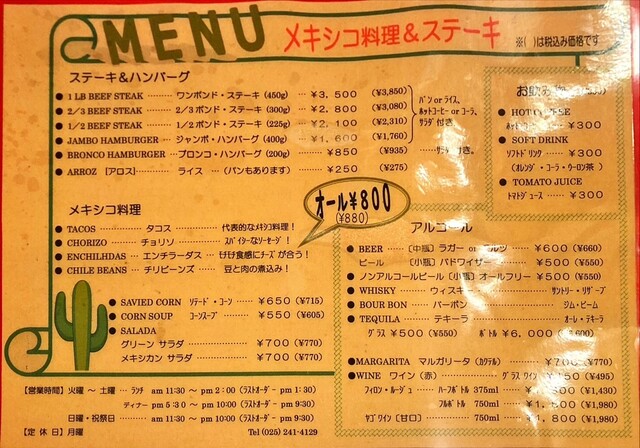 MENU メキシコ料理&ステーキ ※( )は税込み価格です
ステーキ&ハンバーグ
● 1 LB BEEF STEAK ……… ワンポンド・ステーキ (450g) … ¥3,500 (¥3,850)
● 2/3 BEEF STEAK ……… 2/3ポンド・ステーキ (300g) … ¥2,800 (¥3,080)
● 1/2 BEEF STEAK ……… 1/2ポンド・ステーキ (225g) … ¥2,100 (¥2,310)
パン or ライス、
ホットコーヒー or コーラ、
サラダ 付き
● JAMBO HAMBURGER … ジャンボ・ハンバーグ (400g) … ¥1,600 (¥1,760)
● BRONCO HAMBURGER … ブロンコ・ハンバーグ (200g) … ¥850 (¥935) ……サラダ 付き。
● ARROZ [アロス] ………… ライス … (パンもあります) … ¥250 (¥275)
メキシコ料理
オール¥800
(¥880)
● TACOS ……………… タコス ………… 代表的なメキシコ料理!
● CHORIZO …………… チョリソ ………… スパイシーなソーセージ!
● ENCHILHDAS … エンチラーダス … モチモチ食感にチーズが合う!
● CHILE BEANS … チリビーンズ … 豆と肉の煮込み!
● SAVIED CORN ソテード・コーン … ¥650 (¥715)
● CORN SOUP コーンスープ … ¥550 (¥605)
● SALADA
グリーン サラダ … ¥700 (¥770)
メキシカン サラダ … ¥700 (¥770)
【営業時間】火曜 〜 土曜 … ランチ am 11:30 〜 pm 2:00 (ラストオーダー pm 1:30)
ディナー pm 5:30 〜 pm 10:00 (ラストオーダー pm 9:30)
日曜・祝祭日 ………… am 11:30 〜 pm 10:00 (ラストオーダー pm 9:30)
【定 休 日】月曜 Tel (025) 241-4129
お飲み
● HOT
¥300
● SOFT DRINK
ソフトドリンク … ¥300
(オレンジ・コーラ・ウーロン茶)
● TOMATO JUICE
トマトジュース … ¥300
アルコール
● BEER … [中瓶] ラガー or … ¥600 (¥660)
ビール [小瓶] バドワイザー … ¥500 (¥550)
● ノンアルコールビール [小瓶] オールフリー ¥500 (¥550)
● WHISKY … ウィスキー … サントリー・リザーブ
● BOUR BON … バーボン … ジム・ビーム
● TEQUILA … テキーラ … オーレ・テキーラ
グラス ¥500 (¥550) ボトル ¥6,000
● MARGARITA マルガリータ (カクテル) … ¥700 (¥770)
● WINE ワイン (赤) … グラス ワイン (¥495)
フィロン・ルージュ … ハーフボトル 375ml … (¥1,430)
フルボトル 750ml … (¥1,980)
サゴワイン [甘口] … 750ml … ¥1,800 (¥1,980)